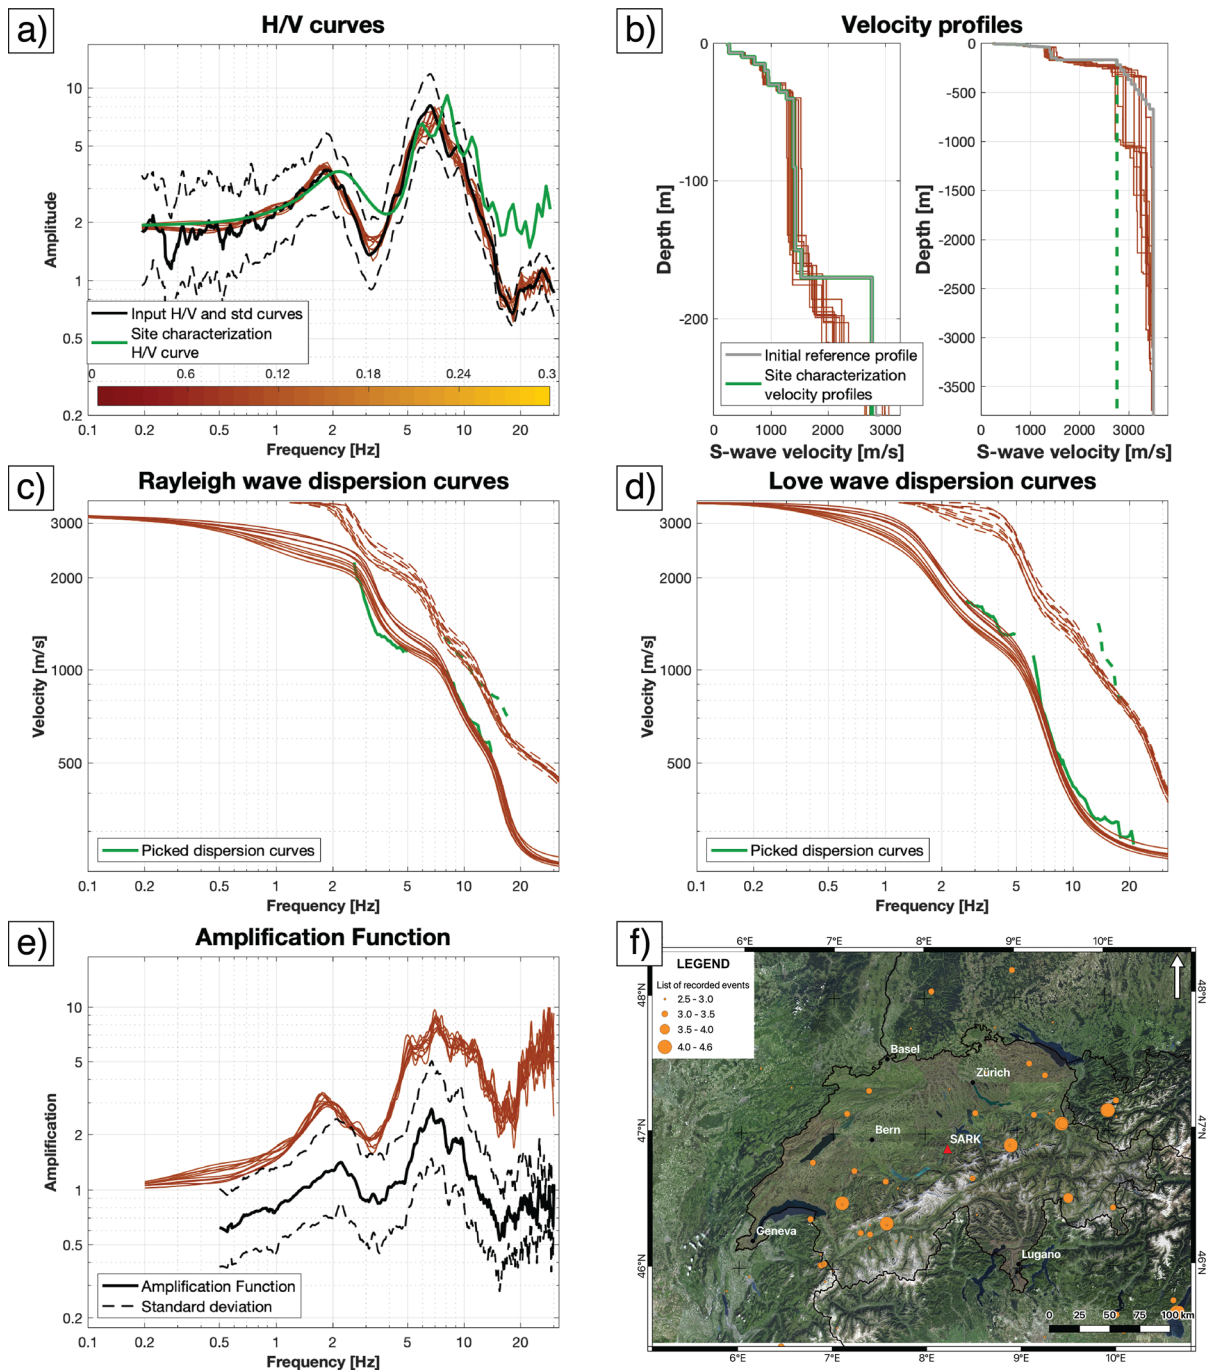 a)
H/V curves
10
5
2
1
0.5
0.2
Amplitude
Input H/V and std curves
Site characterization
H/V curve
0 0.6 0.12 0.18 0.24 0.3
0.1 0.2 0.5 1 2 5 10 20
Frequency [Hz]
b)
Velocity profiles
0
-100
-200
Depth [m]
Initial reference profile
Site characterization
velocity profiles
0 1000 2000 3000
S-wave velocity [m/s]
0
-500
-1000
-1500
-2000
-2500
-3000
-3500
Depth [m]
0 1000 2000 3000
S-wave velocity [m/s]
c)
Rayleigh wave dispersion curves
3000
2000
1000
500
Velocity [m/s]
Picked dispersion curves
0.1 0.2 0.5 1 2 5 10 20
Frequency [Hz]
d)
Love wave dispersion curves
3000
2000
1000
500
Velocity [m/s]
Picked dispersion curves
0.1 0.2 0.5 1 2 5 10 20
Frequency [Hz]
e)
Amplification Function
10
5
2
1
0.5
0.2
Amplification
Amplification Function
Standard deviation
0.1 0.2 0.5 1 2 5 10 20
Frequency [Hz]
f)
6°E 7°E 8°E 9°E 10°E
LEGEND
List of recorded events
2.5 - 3.0
3.0 - 3.5
3.5 - 4.0
4.0 - 4.6
48°N
48°N
Basel
Zürich
47°N
47°N
Bern
SARK
Geneva
Lugano
46°N
46°N
0 25 50 75 100 km
6°E 7°E 8°E 9°E 10°E